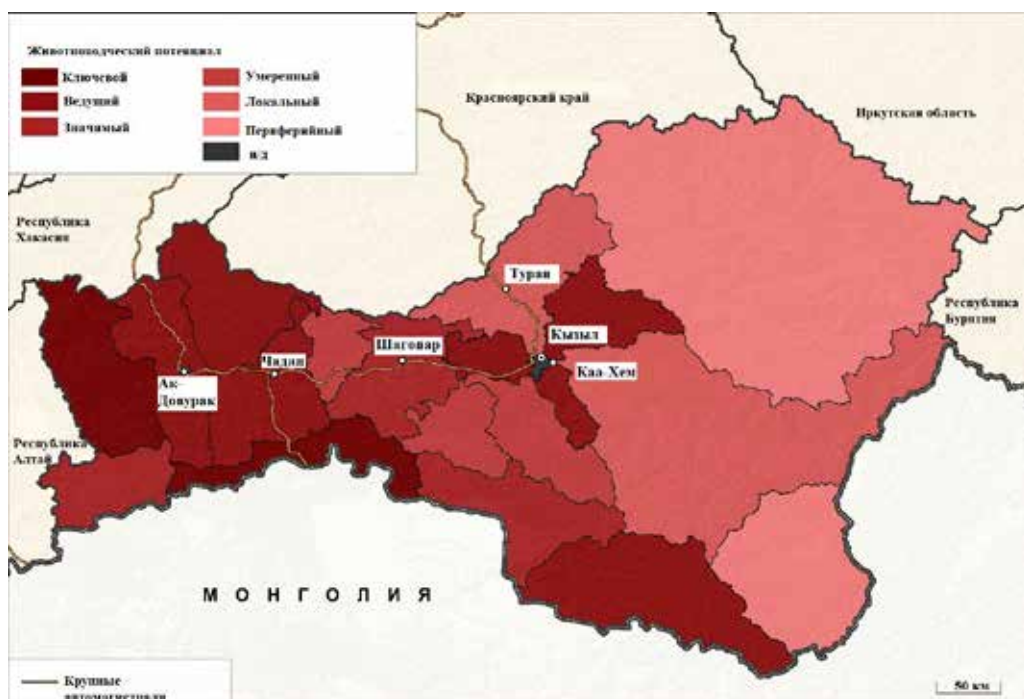 Животноводческий потенциал
Ключевой
Ведущий
Значимый
Умеренный
Локальный
Периферийный
н/д
Красноярский край
Иркутская область
Республика
Хакасия
Республика
Бурятия
Республика
Алтай
Туран
Кызыл
Каа-Хем
Шагонар
Чадан
Ак-
Довурак
МОНГОЛИЯ
Крупные
автомагистрали
50 км